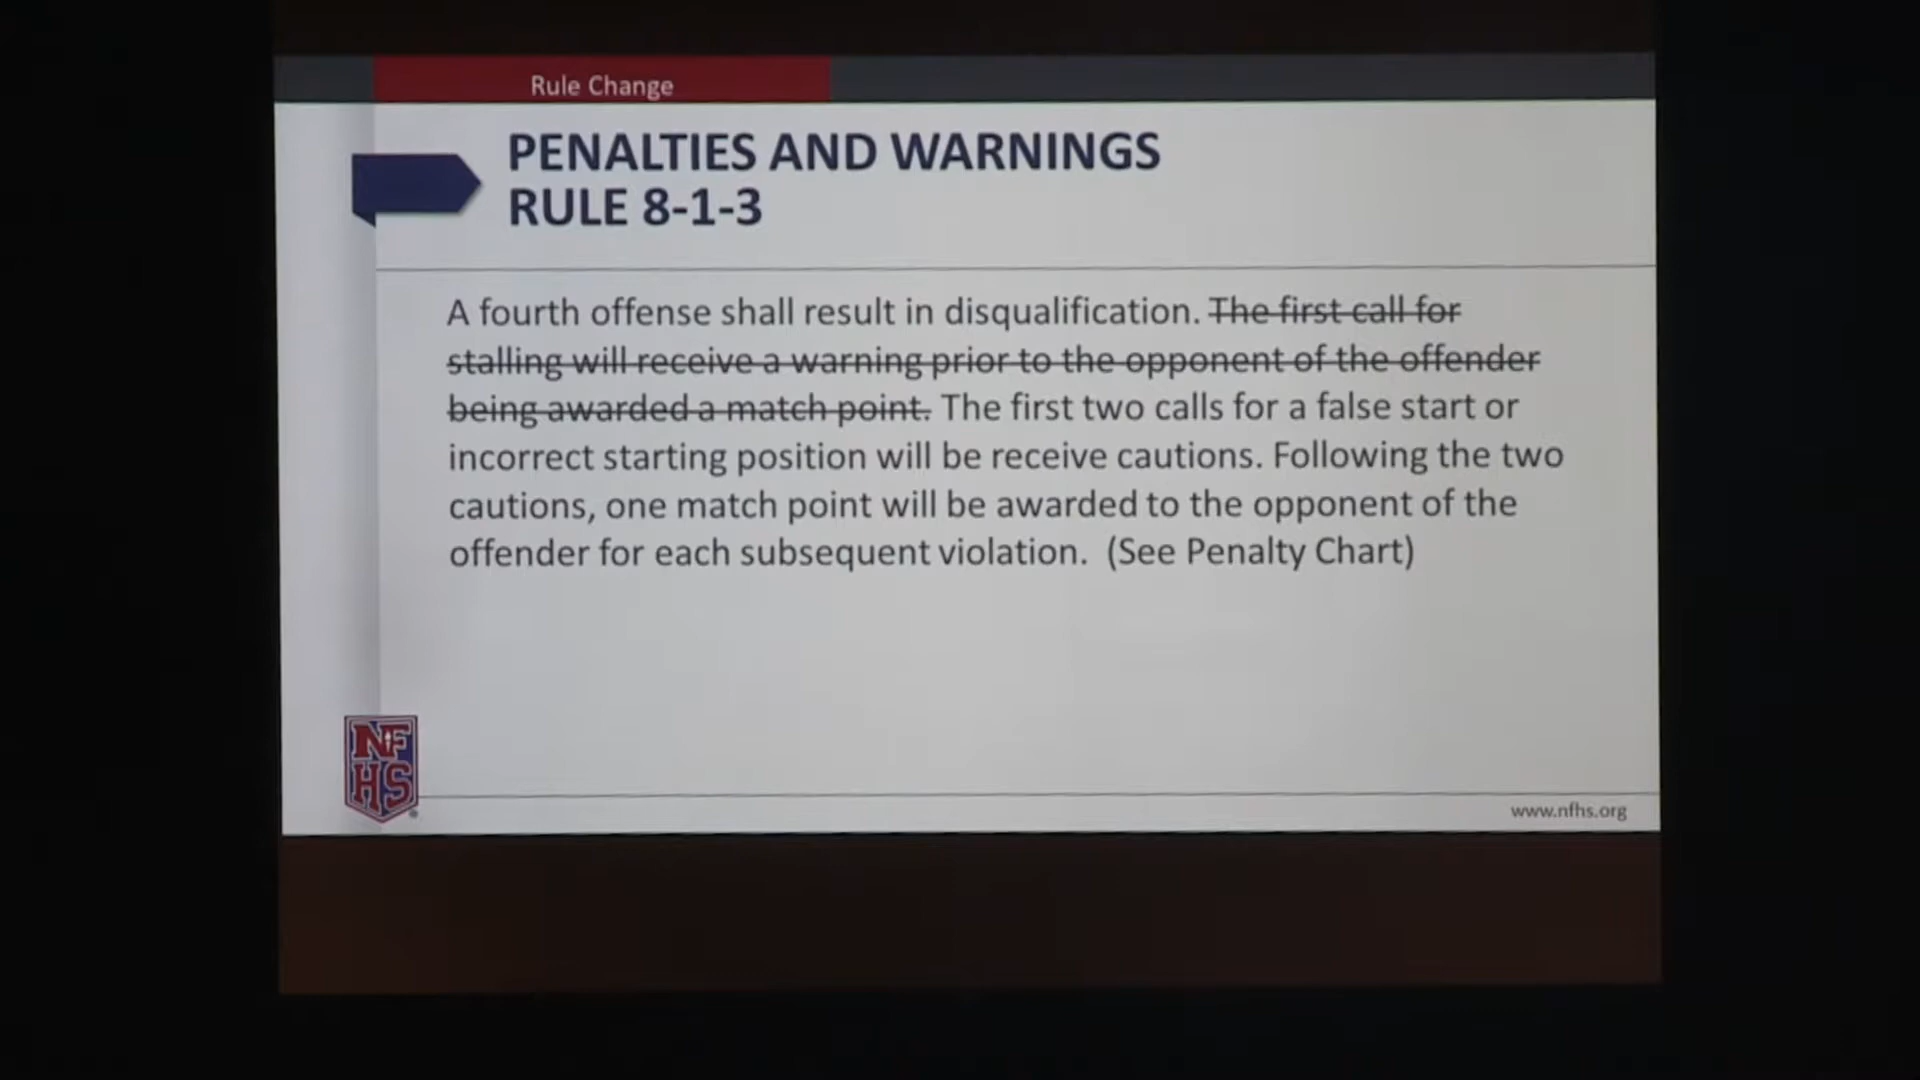 Rule Change
PENALTIES AND WARNINGS
RULE 8-1-3
A fourth offense shall result in disqualification. The first call for
stalling will receive a warning prior to the opponent of the offender
being awarded a match point. The first two calls for a false start or
incorrect starting position will be receive cautions. Following the two
cautions, one match point will be awarded to the opponent of the
offender for each subsequent violation. (See Penalty Chart)
NF
HS
www.nfhs.org